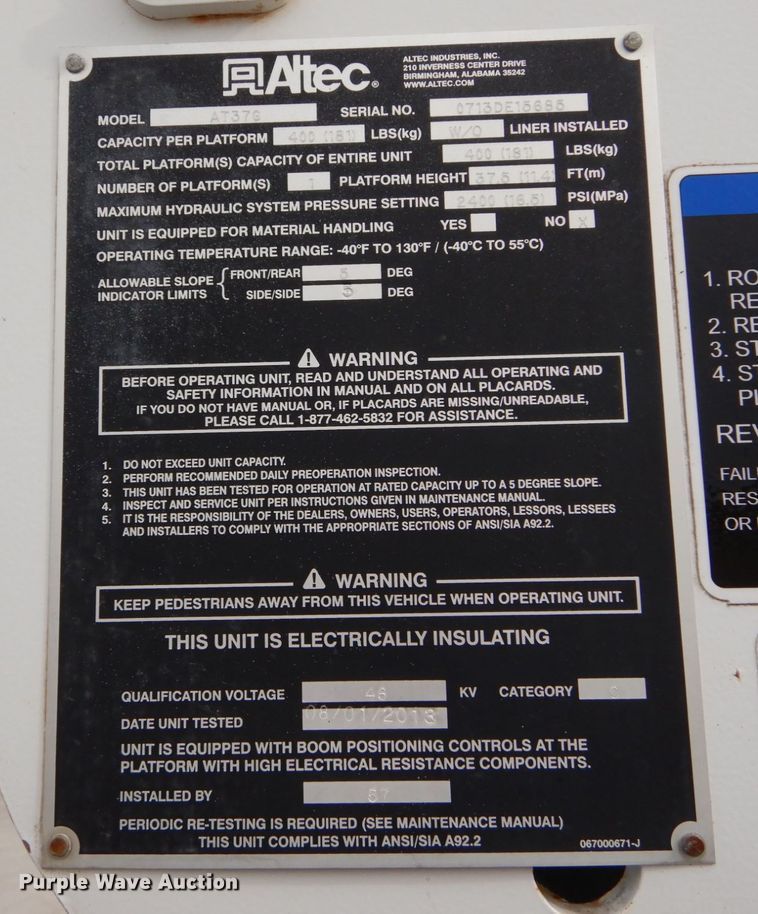 Altec®
ALTEC INDUSTRIES, INC.
210 INVERNESS CENTER DRIVE
BIRMINGHAM, ALABAMA 35242
WWW.ALTEC.COM
MODEL AT37G SERIAL NO. 0713DE15685
CAPACITY PER PLATFORM 400 (181) LBS(kg) W/O LINER INSTALLED
TOTAL PLATFORM(S) CAPACITY OF ENTIRE UNIT 400 (181) LBS(kg)
NUMBER OF PLATFORM(S) 1 PLATFORM HEIGHT 37.5 (11.4) FT(m)
MAXIMUM HYDRAULIC SYSTEM PRESSURE SETTING 2400 (16.5) PSI(MPa)
UNIT IS EQUIPPED FOR MATERIAL HANDLING YES NO X
OPERATING TEMPERATURE RANGE: -40°F TO 130°F / (-40°C TO 55°C)
ALLOWABLE SLOPE INDICATOR LIMITS { FRONT/REAR 5 DEG
SIDE/SIDE 5 DEG
⚠ WARNING
BEFORE OPERATING UNIT, READ AND UNDERSTAND ALL OPERATING AND
SAFETY INFORMATION IN MANUAL AND ON ALL PLACARDS.
IF YOU DO NOT HAVE MANUAL OR, IF PLACARDS ARE MISSING/UNREADABLE,
PLEASE CALL 1-877-462-5832 FOR ASSISTANCE.
1. DO NOT EXCEED UNIT CAPACITY.
2. PERFORM RECOMMENDED DAILY PREOPERATION INSPECTION.
3. THIS UNIT HAS BEEN TESTED FOR OPERATION AT RATED CAPACITY UP TO A 5 DEGREE SLOPE.
4. INSPECT AND SERVICE UNIT PER INSTRUCTIONS GIVEN IN MAINTENANCE MANUAL.
5. IT IS THE RESPONSIBILITY OF THE DEALERS, OWNERS, USERS, OPERATORS, LESSORS, LESSEES
AND INSTALLERS TO COMPLY WITH THE APPROPRIATE SECTIONS OF ANSI/SIA A92.2.
⚠ WARNING
KEEP PEDESTRIANS AWAY FROM THIS VEHICLE WHEN OPERATING UNIT.
THIS UNIT IS ELECTRICALLY INSULATING
QUALIFICATION VOLTAGE 46 KV CATEGORY C
DATE UNIT TESTED 08/01/2013
UNIT IS EQUIPPED WITH BOOM POSITIONING CONTROLS AT THE
PLATFORM WITH HIGH ELECTRICAL RESISTANCE COMPONENTS.
INSTALLED BY 57
PERIODIC RE-TESTING IS REQUIRED (SEE MAINTENANCE MANUAL)
THIS UNIT COMPLIES WITH ANSI/SIA A92.2
067000671-J
1. RO
RE
2. RE
3. ST
4. ST
PL
REV
FAIL
RES
OR
Purple Wave Auction